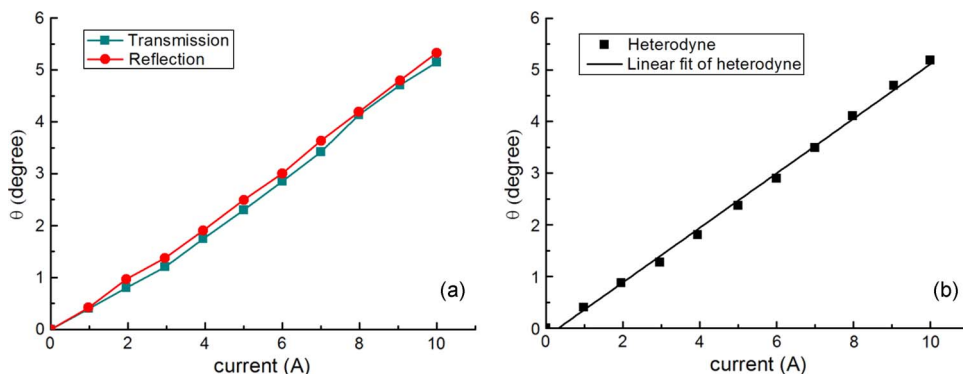 6
5
4
3
2
1
0
θ (degree)
Transmission
Reflection
(a)
0 2 4 6 8 10
current (A)
6
5
4
3
2
1
0
θ (degree)
Heterodyne
Linear fit of heterodyne
(b)
0 2 4 6 8 10
current (A)